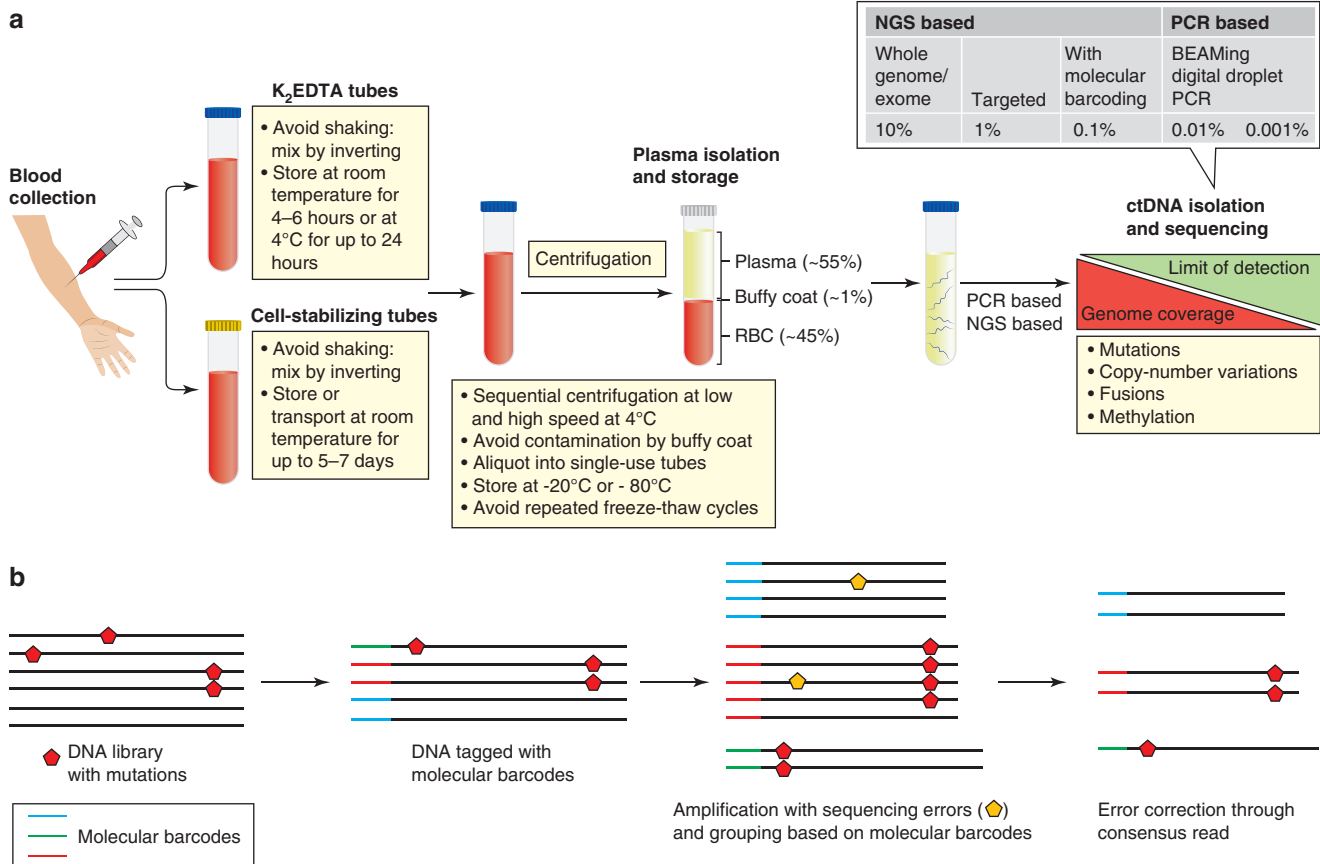 a
NGS based
PCR based
Whole
genome/
exome
Targeted
With
molecular
barcoding
BEAMing
digital droplet
PCR
10%
1%
0.1%
0.01%
0.001%
Blood
collection
K₂EDTA tubes
• Avoid shaking:
mix by inverting
• Store at room
temperature for
4–6 hours or at
4°C for up to 24
hours
Cell-stabilizing tubes
• Avoid shaking:
mix by inverting
• Store or
transport at room
temperature for
up to 5–7 days
Centrifugation
Plasma isolation
and storage
Plasma (~55%)
Buffy coat (~1%)
RBC (~45%)
• Sequential centrifugation at low
and high speed at 4°C
• Avoid contamination by buffy coat
• Aliquot into single-use tubes
• Store at -20°C or - 80°C
• Avoid repeated freeze-thaw cycles
PCR based
NGS based
ctDNA isolation
and sequencing
Limit of detection
Genome coverage
• Mutations
• Copy-number variations
• Fusions
• Methylation
b
DNA library
with mutations
DNA tagged with
molecular barcodes
Amplification with sequencing errors ( )
and grouping based on molecular barcodes
Error correction through
consensus read
Molecular barcodes